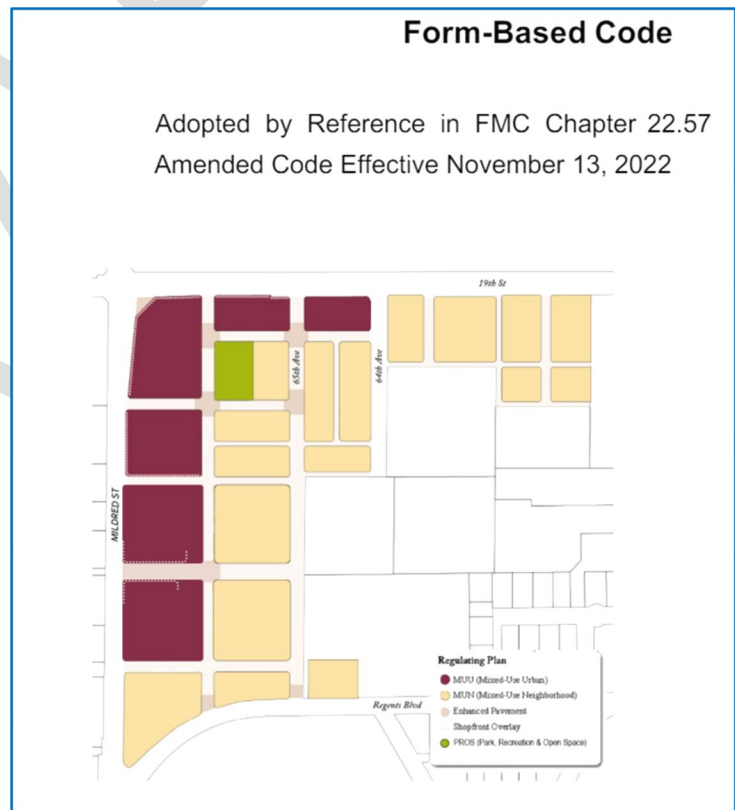 Form-Based Code
Adopted by Reference in FMC Chapter 22.57
Amended Code Effective November 13, 2022
19th St
65th Ave
64th Ave
MILDRED ST
Regents Blvd
Regulating Plan
MUU (Mixed-Use Urban)
MUN (Mixed-Use Neighborhood)
Enhanced Pavement
Shopfront Overlay
PROS (Park, Recreation & Open Space)